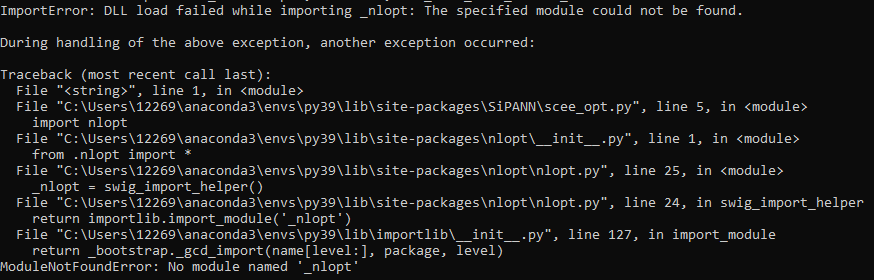 ImportError: DLL load failed while importing _nlopt: The specified module could not be found.
During handling of the above exception, another exception occurred:
Traceback (most recent call last):
  File "<string>", line 1, in <module>
  File "C:\Users\12269\anaconda3\envs\py39\lib\site-packages\SiPANN\scee_opt.py", line 5, in <module>
    import nlopt
  File "C:\Users\12269\anaconda3\envs\py39\lib\site-packages\nlopt\__init__.py", line 1, in <module>
    from .nlopt import *
  File "C:\Users\12269\anaconda3\envs\py39\lib\site-packages\nlopt\nlopt.py", line 25, in <module>
    _nlopt = swig_import_helper()
  File "C:\Users\12269\anaconda3\envs\py39\lib\site-packages\nlopt\nlopt.py", line 24, in swig_import_helper
    return importlib.import_module('_nlopt')
  File "C:\Users\12269\anaconda3\envs\py39\lib\importlib\__init__.py", line 127, in import_module
    return _bootstrap._gcd_import(name[level:], package, level)
ModuleNotFoundError: No module named '_nlopt'